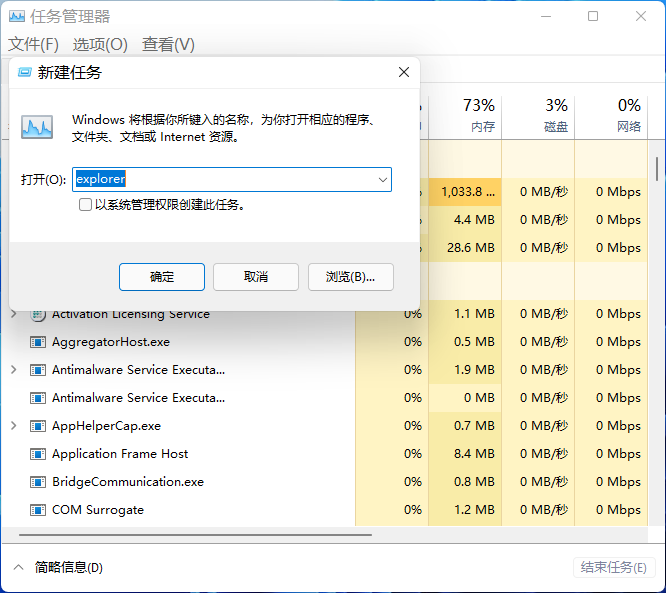 任务管理器
文件(F) 选项(O) 查看(V)
新建任务
Windows 将根据你所键入的名称，为你打开相应的程序、
文件夹、文档或 Internet 资源。
打开(O): explorer
以系统管理权限创建此任务。
确定 取消 浏览(B)...
% 73% 3% 0%
内存 磁盘 网络
% 1,033.8 ... 0 MB/秒 0 Mbps
% 4.4 MB 0 MB/秒 0 Mbps
% 28.6 MB 0 MB/秒 0 Mbps
Activation Licensing Service 0% 1.1 MB 0 MB/秒 0 Mbps
AggregatorHost.exe 0% 0.5 MB 0 MB/秒 0 Mbps
Antimalware Service Executa... 0% 1.9 MB 0 MB/秒 0 Mbps
Antimalware Service Executa... 0% 0 MB 0 MB/秒 0 Mbps
AppHelperCap.exe 0% 0.7 MB 0 MB/秒 0 Mbps
Application Frame Host 0% 8.4 MB 0 MB/秒 0 Mbps
BridgeCommunication.exe 0% 0.8 MB 0 MB/秒 0 Mbps
COM Surrogate 0% 1.2 MB 0 MB/秒 0 Mbps
简略信息(D) 结束任务(E)